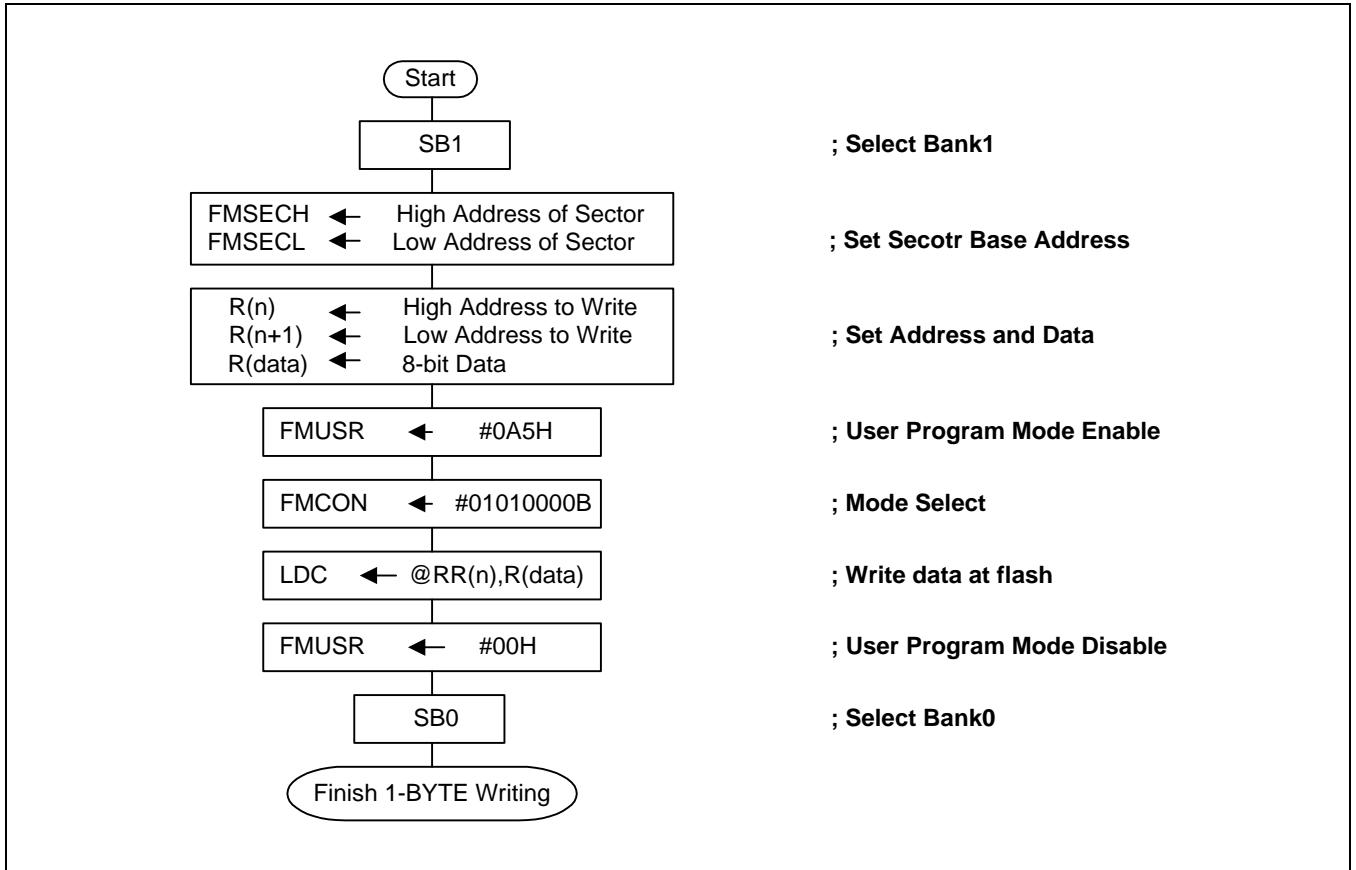 Start
SB1 ; Select Bank1
FMSECH ← High Address of Sector
FMSECL ← Low Address of Sector ; Set Secotr Base Address
R(n) ← High Address to Write
R(n+1) ← Low Address to Write ; Set Address and Data
R(data) ← 8-bit Data
FMUSR ← #0A5H ; User Program Mode Enable
FMCON ← #01010000B ; Mode Select
LDC ← @RR(n),R(data) ; Write data at flash
FMUSR ← #00H ; User Program Mode Disable
SB0 ; Select Bank0
Finish 1-BYTE Writing